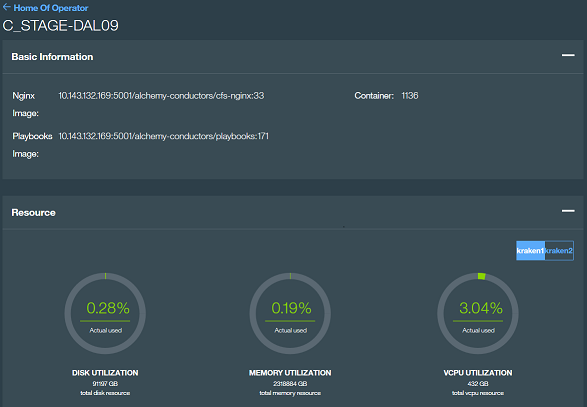 ← Home Of Operator
C_STAGE-DAL09
Basic Information
Nginx Image: 10.143.132.169:5001/alchemy-conductors/cfs-nginx:33 Container: 1136
Playbooks Image: 10.143.132.169:5001/alchemy-conductors/playbooks:171
Resource
kraken1 kraken2
0.28% 0.19% 3.04%
Actual used Actual used Actual used
DISK UTILIZATION MEMORY UTILIZATION VCPU UTILIZATION
91197 GB 2318884 GB 432 GB
total disk resource total memory resource total vcpu resource